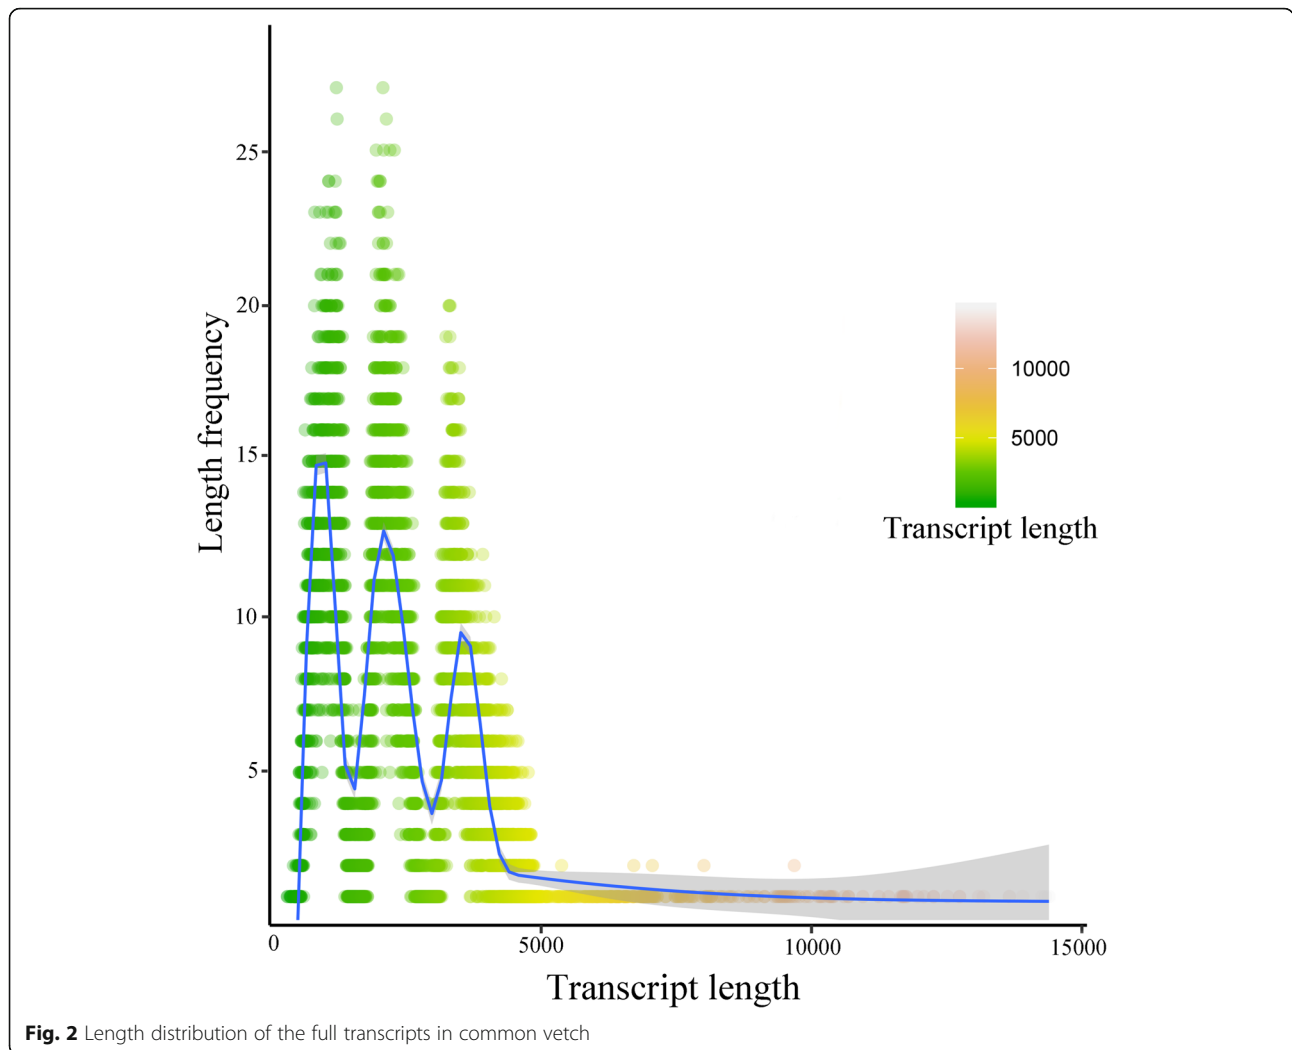 25
20
15
10
5
Length frequency
0
5000
10000
15000
Transcript length
10000
5000
Transcript length
Fig. 2 Length distribution of the full transcripts in common vetch